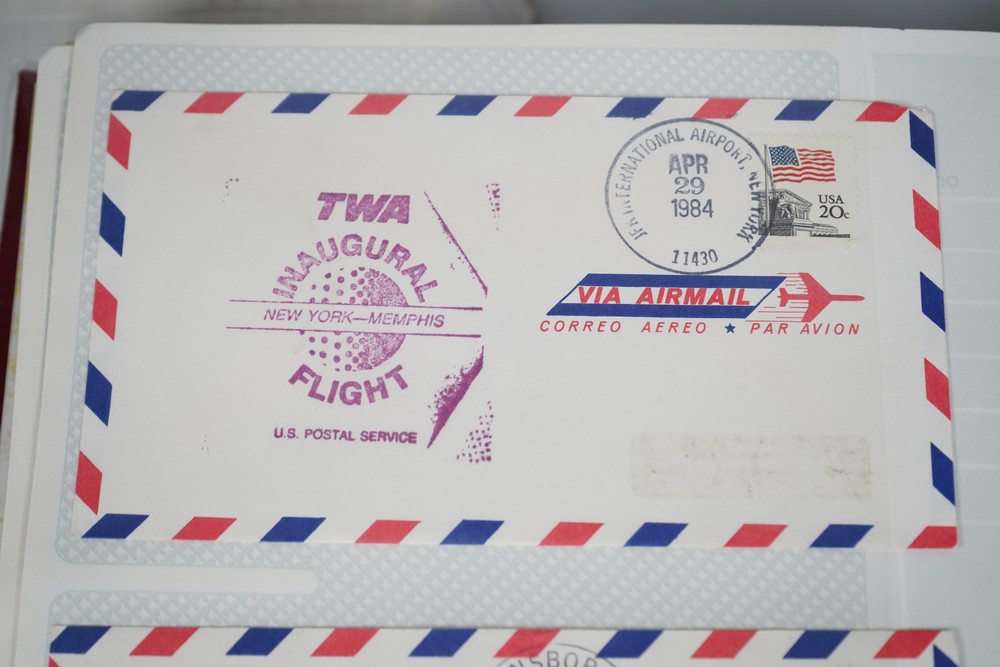 TWA
INAUGURAL
NEW YORK—MEMPHIS
FLIGHT
U.S. POSTAL SERVICE
JFK INTERNATIONAL AIRPORT, NEW YORK
APR
29
1984
11430
USA
20c
VIA AIRMAIL
CORREO AEREO ★ PAR AVION
NSBOR